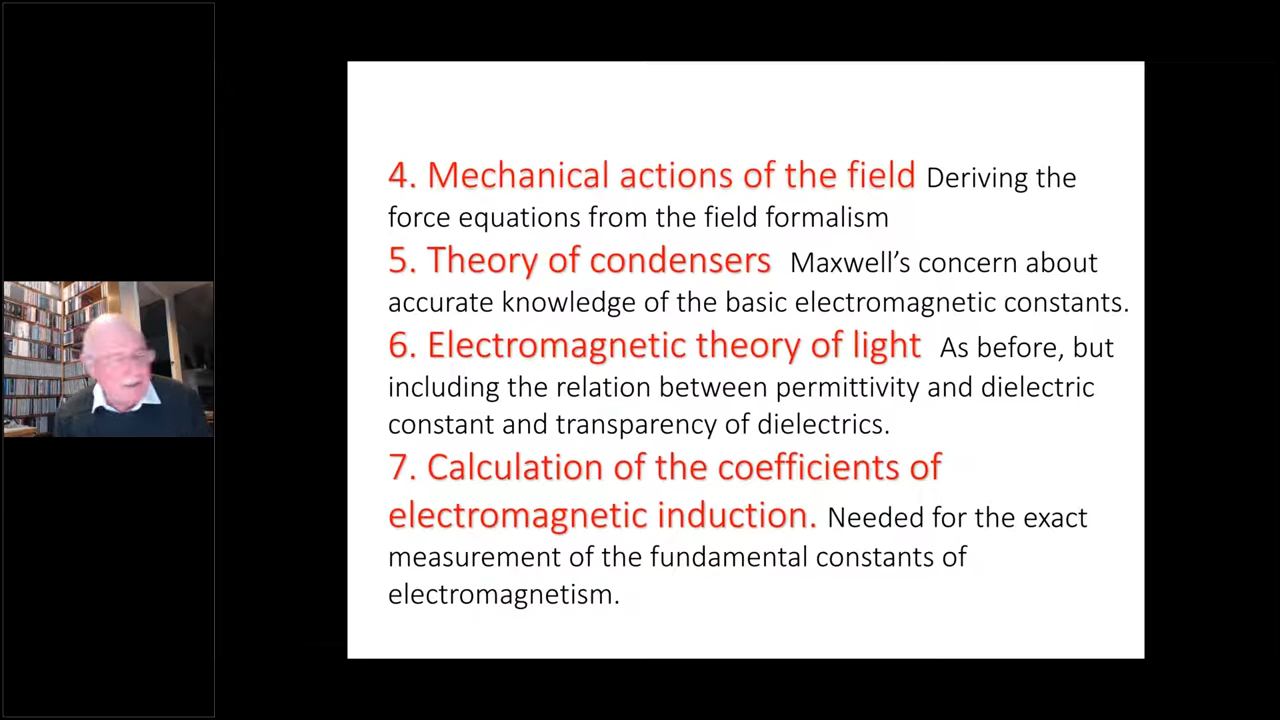 4. Mechanical actions of the field Deriving the
force equations from the field formalism
5. Theory of condensers Maxwell’s concern about
accurate knowledge of the basic electromagnetic constants.
6. Electromagnetic theory of light As before, but
including the relation between permittivity and dielectric
constant and transparency of dielectrics.
7. Calculation of the coefficients of
electromagnetic induction. Needed for the exact
measurement of the fundamental constants of
electromagnetism.